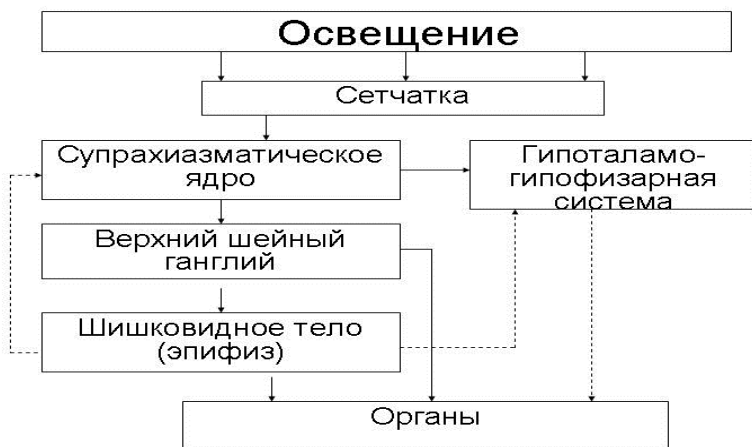 Освещение
Сетчатка
Супрахиазматическое
ядро
Гипоталамо-
гипофизарная
система
Верхний шейный
ганглий
Шишковидное тело
(эпифиз)
Органы